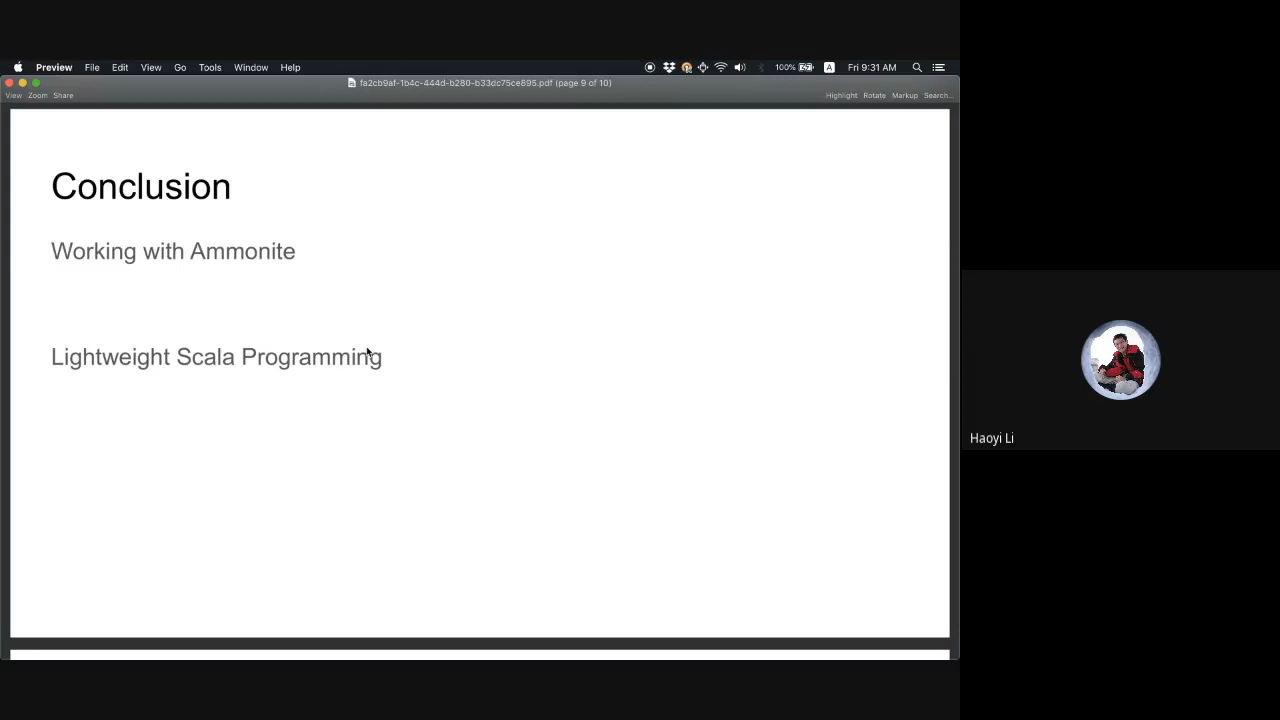 Preview File Edit View Go Tools Window Help 100% A Fri 9:31 AM
fa2cb9af-1b4c-444d-b280-b33dc75ce895.pdf (page 9 of 10)
View Zoom Share Highlight Rotate Markup Search...
Conclusion
Working with Ammonite
Lightweight Scala Programming
Haoyi Li